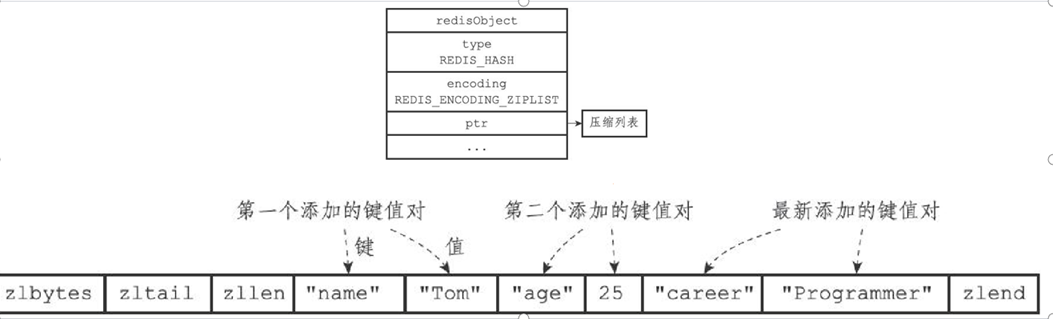 redisObject
type
REDIS_HASH
encoding
REDIS_ENCODING_ZIPLIST
ptr
压缩列表
...
第一个添加的键值对
第二个添加的键值对
最新添加的键值对
键
值
zlbytes
zltail
zllen
"name"
"Tom"
"age"
25
"career"
"Programmer"
zlend